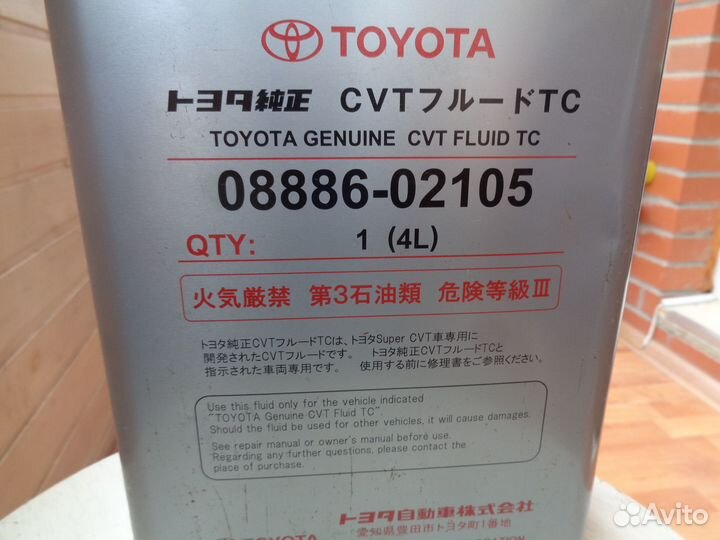 TOYOTA
トヨタ純正 CVTフルードTC
TOYOTA GENUINE CVT FLUID TC
08886-02105
QTY: 1 (4L)
火気厳禁 第3石油類 危険等級Ⅲ
トヨタ純正CVTフルードTCは、トヨタSuper CVT車専用に
開発されたCVTフルードです。 トヨタ純正CVTフルードTCと
指示された車両専用です。 使用する前に修理書をご参照ください。
Use this fluid only for the vehicle indicated
"TOYOTA Genuine CVT Fluid TC"
Should the fluid be used for other vehicles, it will cause damages.
See repair manual or owner's manual before use.
Regarding any further questions, please contact the
place of purchase.
トヨタ自動車株式会社
愛知県豊田市トヨタ町1番地
Avito